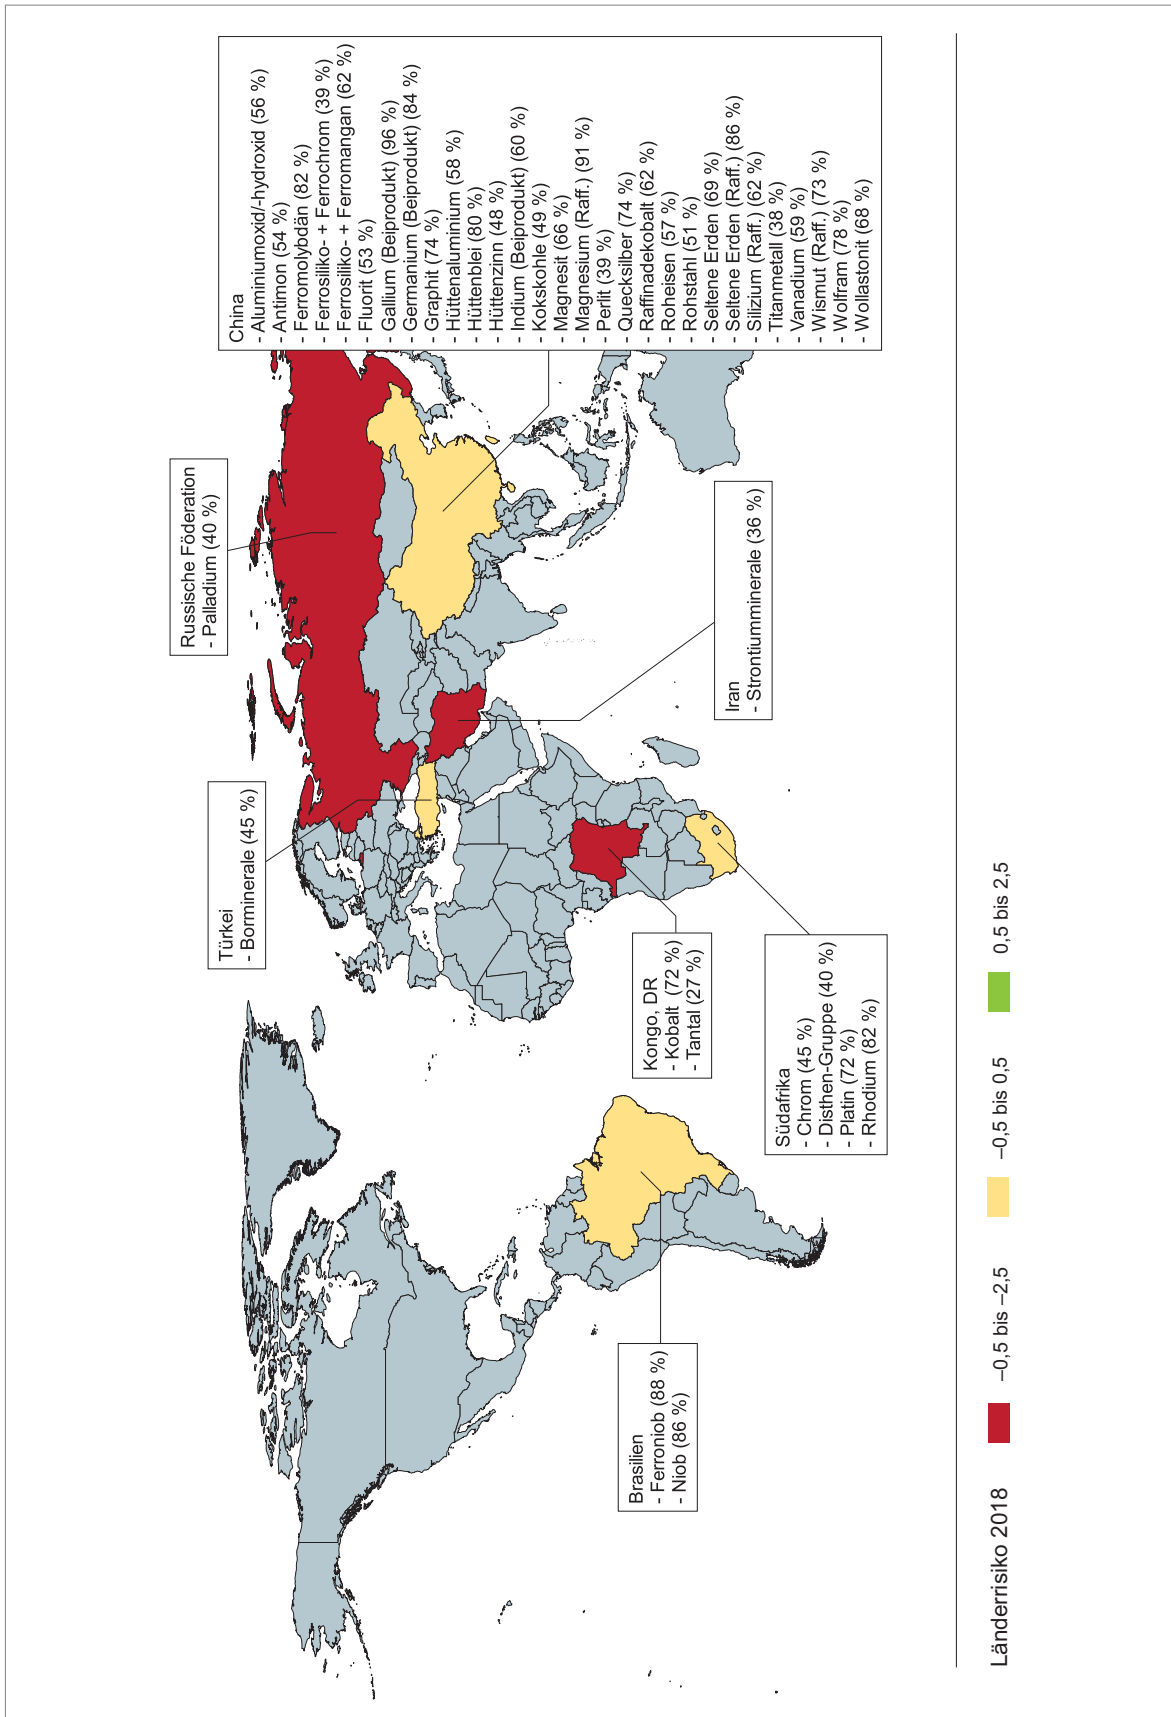 Russische Föderation
- Palladium (40 %)
Türkei
- Borminerale (45 %)
China
- Aluminiumoxid/-hydroxid (56 %)
- Antimon (54 %)
- Ferromolybdän (82 %)
- Ferrosiliko- + Ferrochrom (39 %)
- Ferrosiliko- + Ferromangan (62 %)
- Fluorit (53 %)
- Gallium (Beiprodukt) (96 %)
- Germanium (Beiprodukt) (84 %)
- Graphit (74 %)
- Hüttenaluminium (58 %)
- Hüttenblei (80 %)
- Hüttenzinn (48 %)
- Indium (Beiprodukt) (60 %)
- Kokskohle (49 %)
- Magnesit (66 %)
- Magnesium (Raff.) (91 %)
- Perlit (39 %)
- Quecksilber (74 %)
- Raffinadekobalt (62 %)
- Roheisen (57 %)
- Rohstahl (51 %)
- Seltene Erden (69 %)
- Seltene Erden (Raff.) (86 %)
- Silizium (Raff.) (62 %)
- Titanmetall (38 %)
- Vanadium (59 %)
- Wismut (Raff.) (73 %)
- Wolfram (78 %)
- Wollastonit (68 %)
Iran
- Strontiumminerale (36 %)
Kongo, DR
- Kobalt (72 %)
- Tantal (27 %)
Südafrika
- Chrom (45 %)
- Disthen-Gruppe (40 %)
- Platin (72 %)
- Rhodium (82 %)
Brasilien
- Ferroniob (88 %)
- Niob (86 %)
Länderrisiko 2018 –0,5 bis –2,5 –0,5 bis 0,5 0,5 bis 2,5